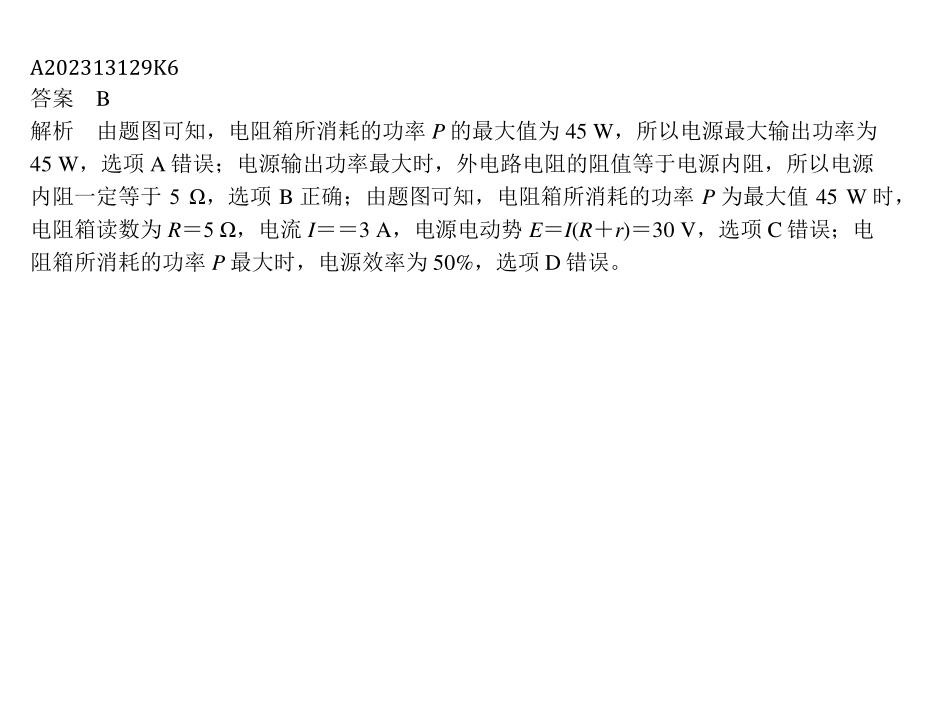 A202313129K6
答案　B
解析　由题图可知，电阻箱所消耗的功率 P 的最大值为 45 W，所以电源最大输出功率为
45 W，选项 A 错误；电源输出功率最大时，外电路电阻的阻值等于电源内阻，所以电源
内阻一定等于 5 Ω，选项 B 正确；由题图可知，电阻箱所消耗的功率 P 为最大值 45 W 时，
电阻箱读数为 R＝5 Ω，电流 I＝＝3 A，电源电动势 E＝I(R＋r)＝30 V，选项 C 错误；电
阻箱所消耗的功率 P 最大时，电源效率为 50%，选项 D 错误。